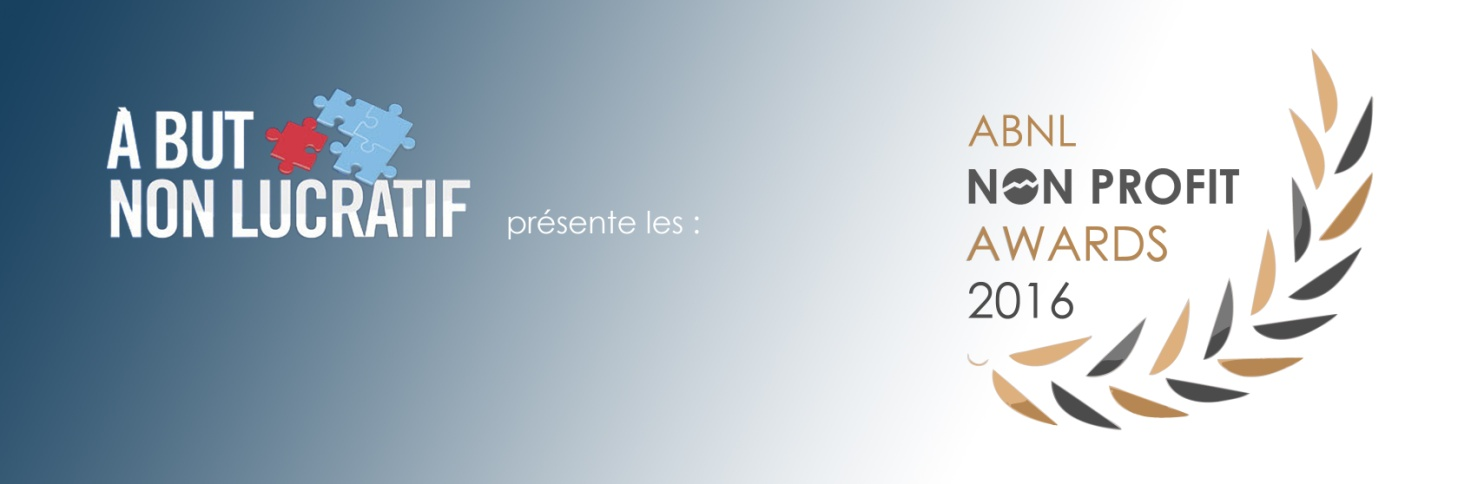 À BUT
NON LUCRATIF
présente les :
ABNL
NON PROFIT
AWARDS
2016